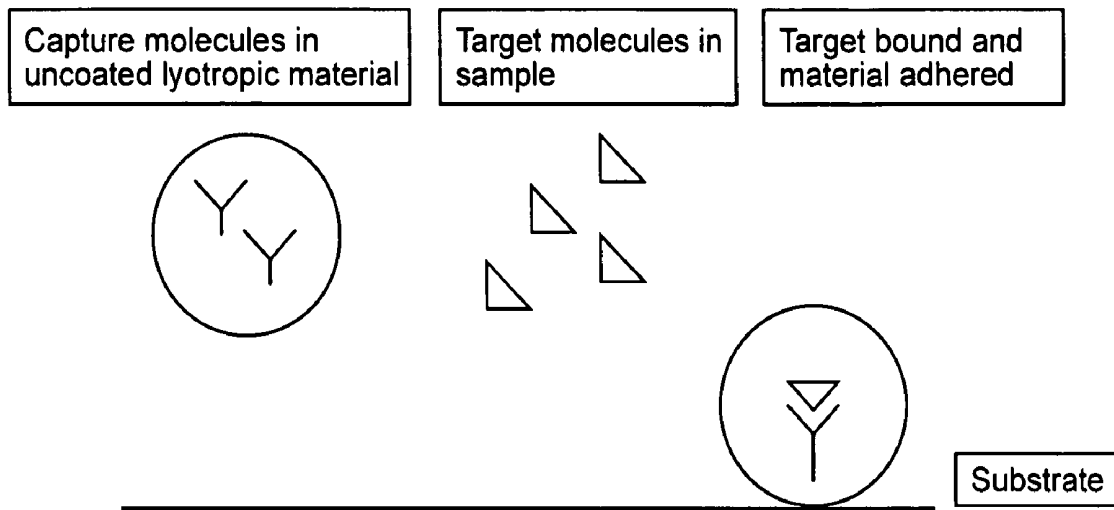 Capture molecules in
uncoated lyotropic material
Target molecules in
sample
Target bound and
material adhered
Substrate